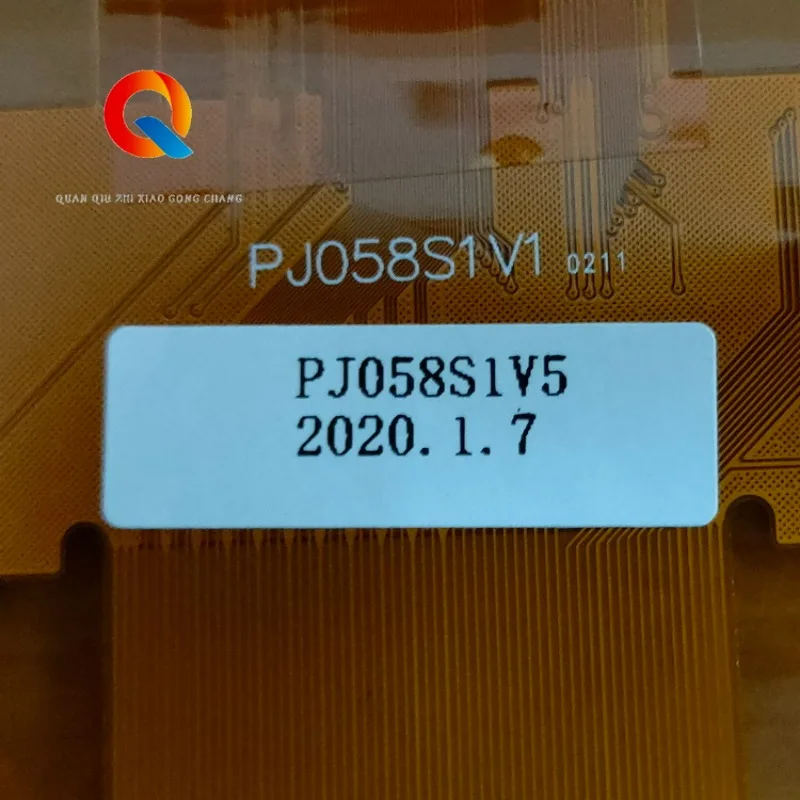 Q
QUAN QIU ZHI XIAO GONG CHANG
PJ058S1V1 0211
PJ058S1V5
2020.1.7